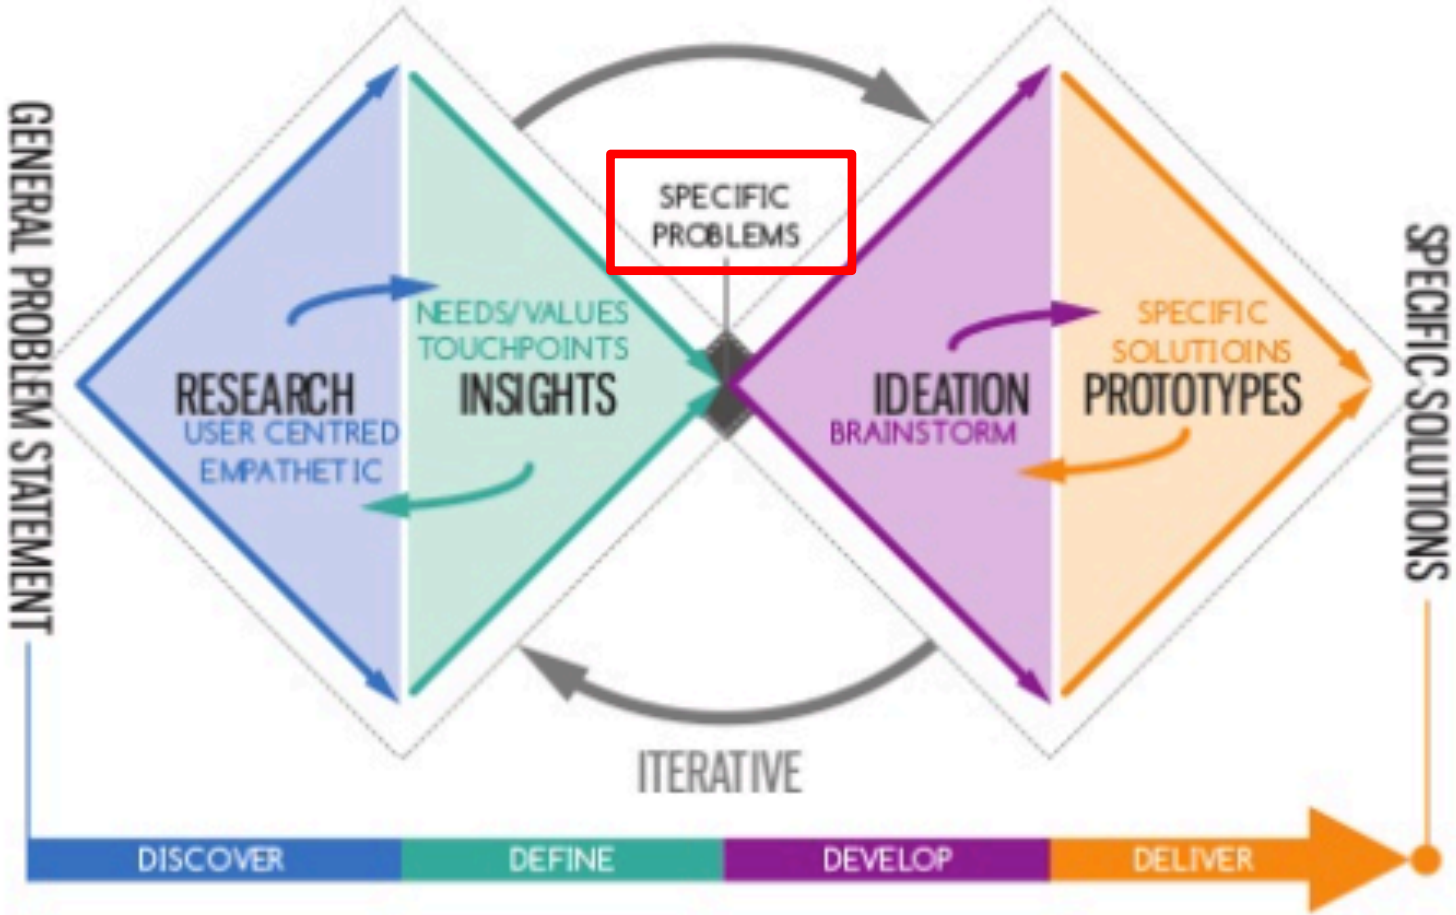 GENERAL PROBLEM STATEMENT
SPECIFIC
PROBLEMS
NEEDS/VALUES
TOUCHPOINTS
RESEARCH
INSIGHTS
USER CENTRED
EMPATHETIC
SPECIFIC
SOLUTIOINS
IDEATION
PROTOTYPES
BRAINSTORM
SPECIFIC SOLUTIONS
ITERATIVE
DISCOVER
DEFINE
DEVELOP
DELIVER